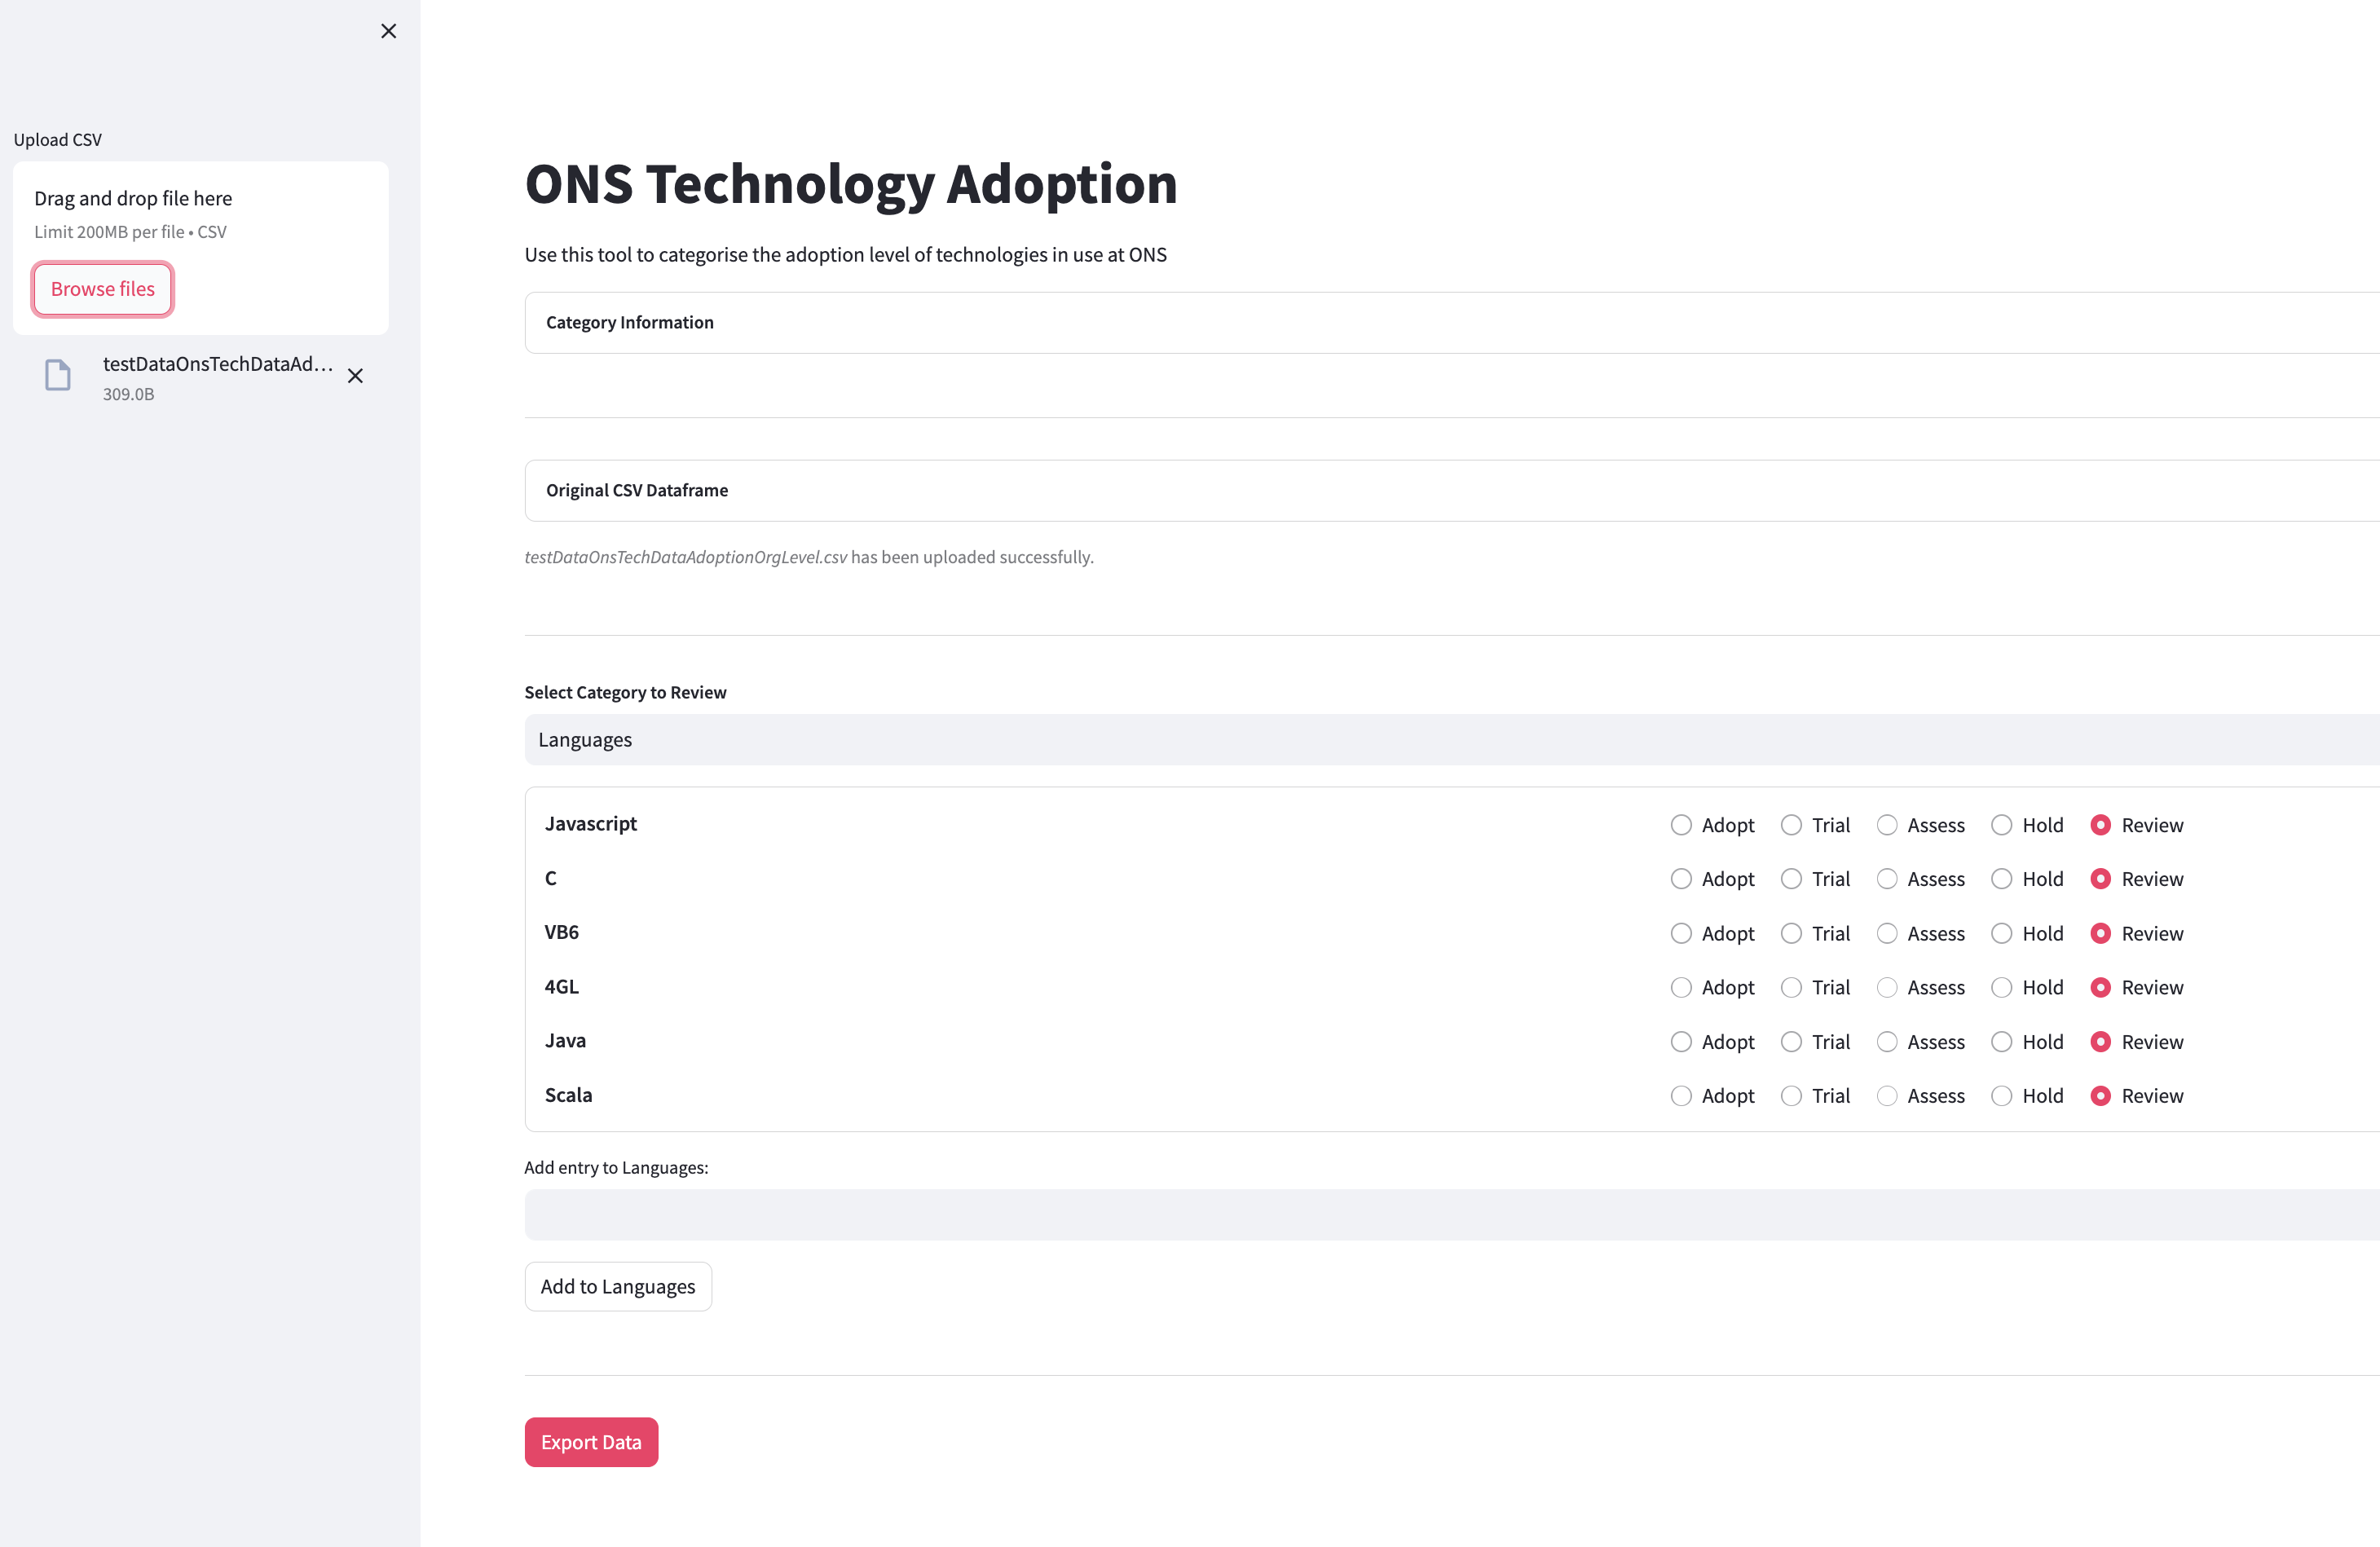 Upload CSV
Drag and drop file here
Limit 200MB per file • CSV
Browse files
testDataOnsTechDataAd...
309.0B
ONS Technology Adoption
Use this tool to categorise the adoption level of technologies in use at ONS
Category Information
Original CSV Dataframe
testDataOnsTechDataAdoptionOrgLevel.csv has been uploaded successfully.
Select Category to Review
Languages
Javascript Adopt Trial Assess Hold Review
C Adopt Trial Assess Hold Review
VB6 Adopt Trial Assess Hold Review
4GL Adopt Trial Assess Hold Review
Java Adopt Trial Assess Hold Review
Scala Adopt Trial Assess Hold Review
Add entry to Languages:
Add to Languages
Export Data